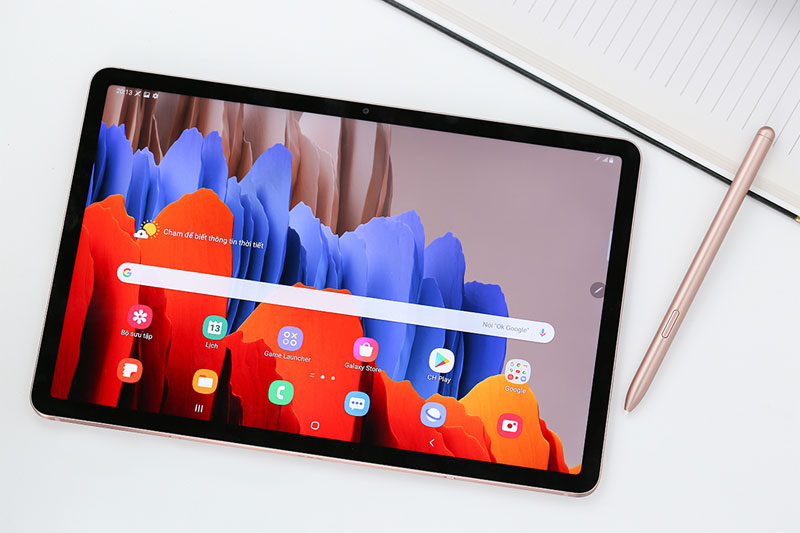 20:13
Chạm để biết thông tin thời tiết
G
Nói "Ok Google"
Bộ sưu tập
13
Lịch
Game Launcher
Galaxy Store
CH Play
Google